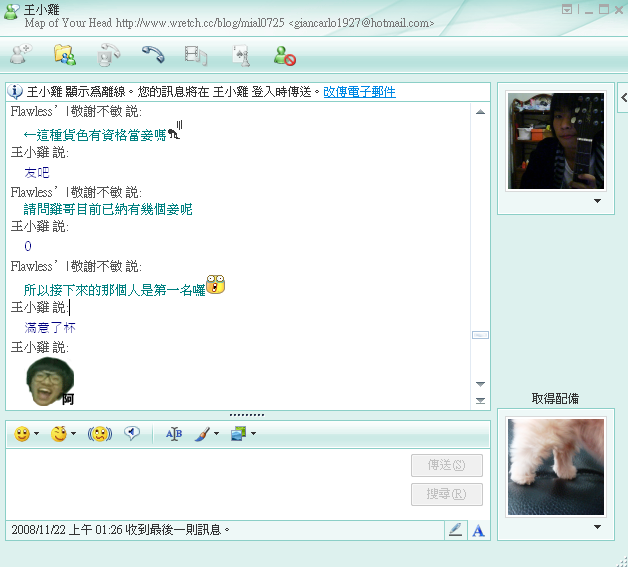 王小雞
Map of Your Head http://www.wretch.cc/blog/mial0725 <giancarlo1927@hotmail.com>
王小雞 顯示為離線。您的訊息將在 王小雞 登入時傳送。改傳電子郵件
Flawless’ |敬謝不敏 說:
←這種貨色有資格當妾嗎
王小雞 說:
友吧
Flawless’ |敬謝不敏 說:
請問雞哥目前已納有幾個妾呢
王小雞 說:
0
Flawless’ |敬謝不敏 說:
所以接下來的那個人是第一名囉
王小雞 說:
滿意了杯
王小雞 說:
阿
取得配備
傳送(S)
搜尋(R)
2008/11/22 上午 01:26 收到最後一則訊息。